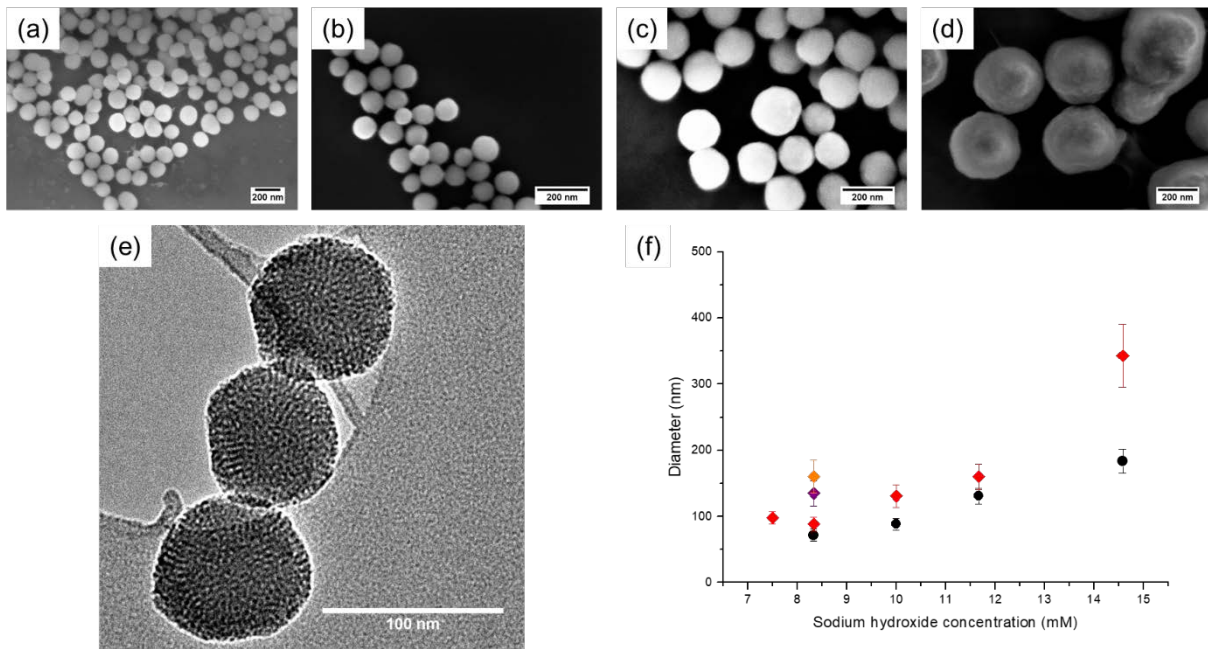 (a)
200 nm
(b)
200 nm
(c)
200 nm
(d)
200 nm
(e)
100 nm
(f)
500
400
300
200
100
0
Diameter (nm)
7 8 9 10 11 12 13 14 15
Sodium hydroxide concentration (mM)